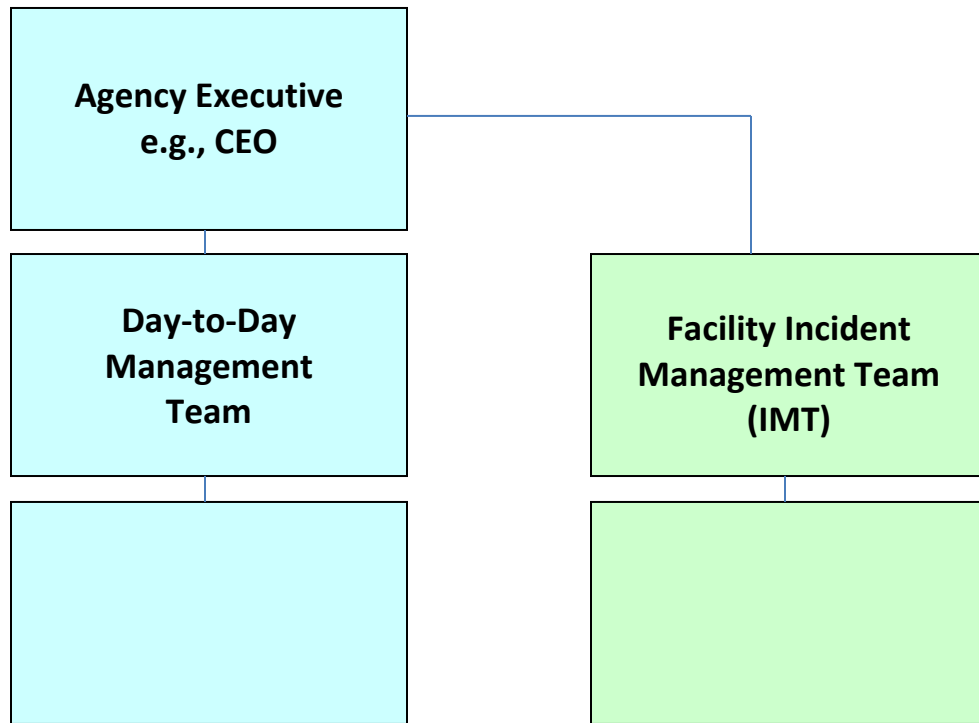 Agency Executive
e.g., CEO
Day-to-Day
Management
Team
Facility Incident
Management Team
(IMT)